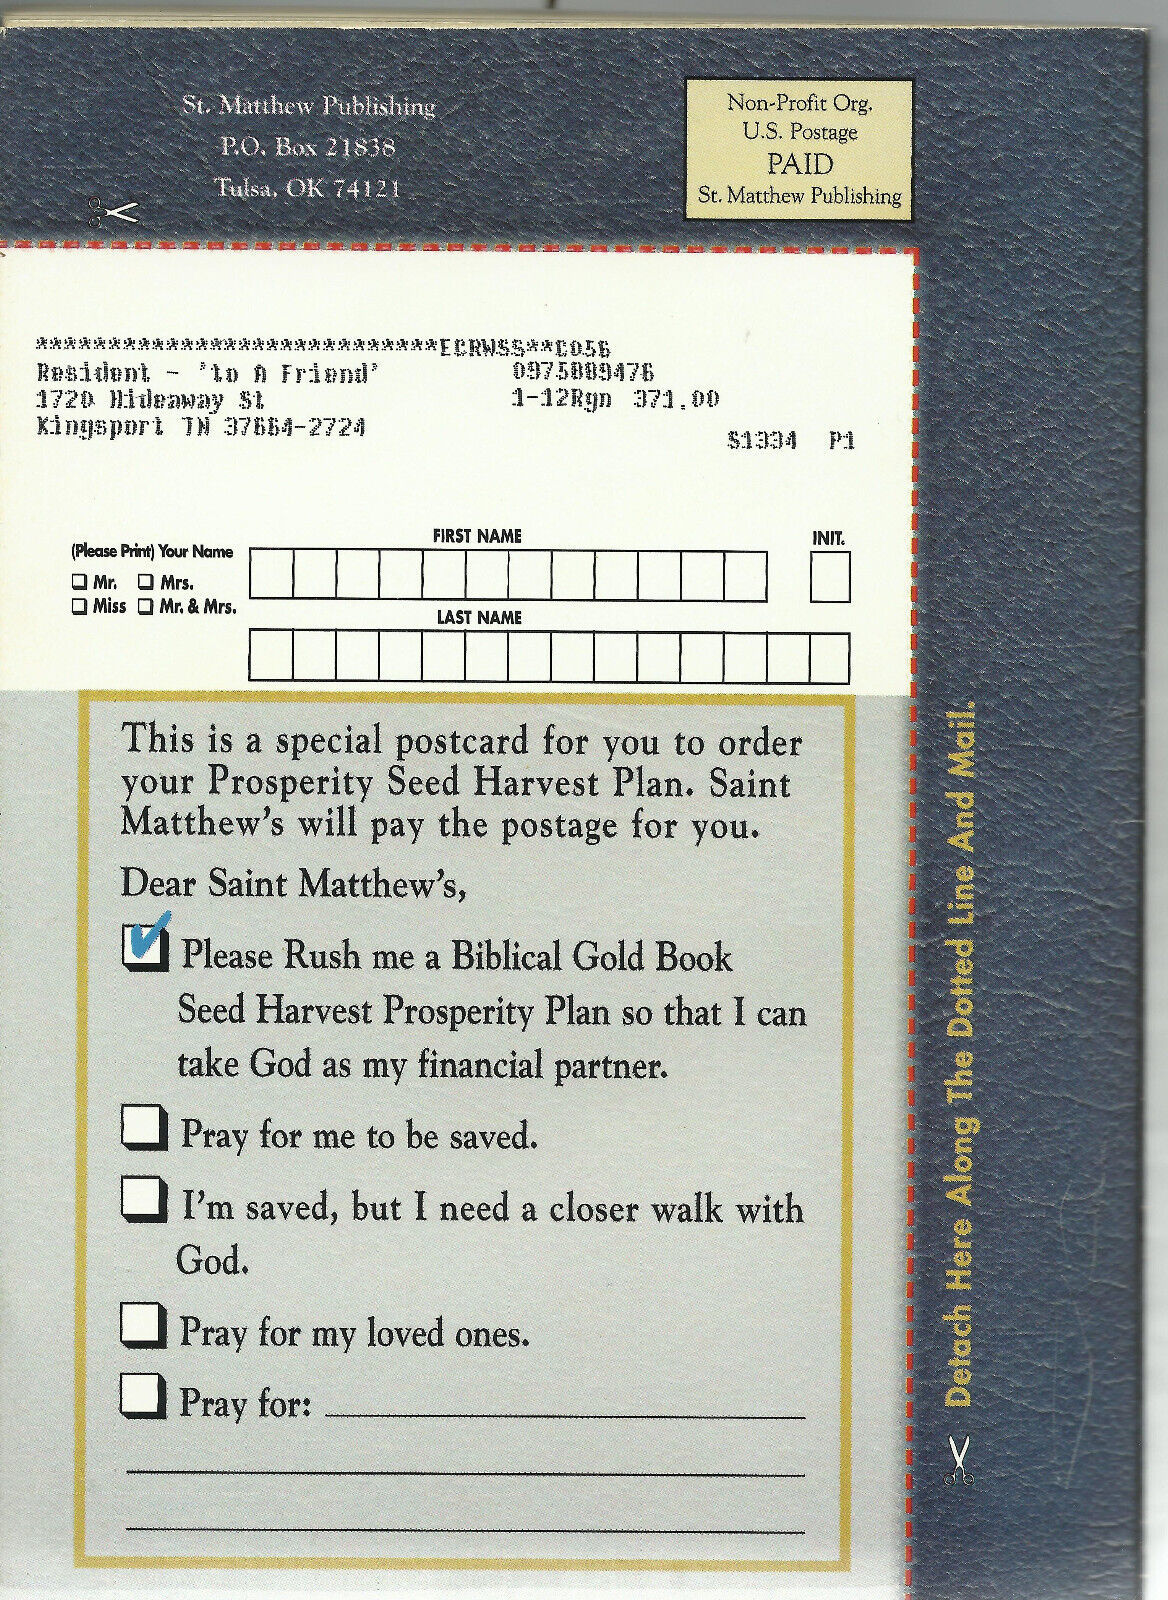 St. Matthew Publishing
P.O. Box 21838
Tulsa, OK 74121
Non-Profit Org.
U.S. Postage
PAID
St. Matthew Publishing
****************************ECRWSS**C056
Resident - 'to A Friend' 0975889476
1720 Hideaway St 1-12Rgn 371.00
Kingsport TN 37664-2724
S1334 P1
FIRST NAME INIT.
(Please Print) Your Name
Mr. Mrs.
Miss Mr. & Mrs.
LAST NAME
This is a special postcard for you to order
your Prosperity Seed Harvest Plan. Saint
Matthew's will pay the postage for you.
Dear Saint Matthew's,
Please Rush me a Biblical Gold Book
Seed Harvest Prosperity Plan so that I can
take God as my financial partner.
Pray for me to be saved.
I'm saved, but I need a closer walk with
God.
Pray for my loved ones.
Pray for:
Detach Here Along The Dotted Line And Mail.